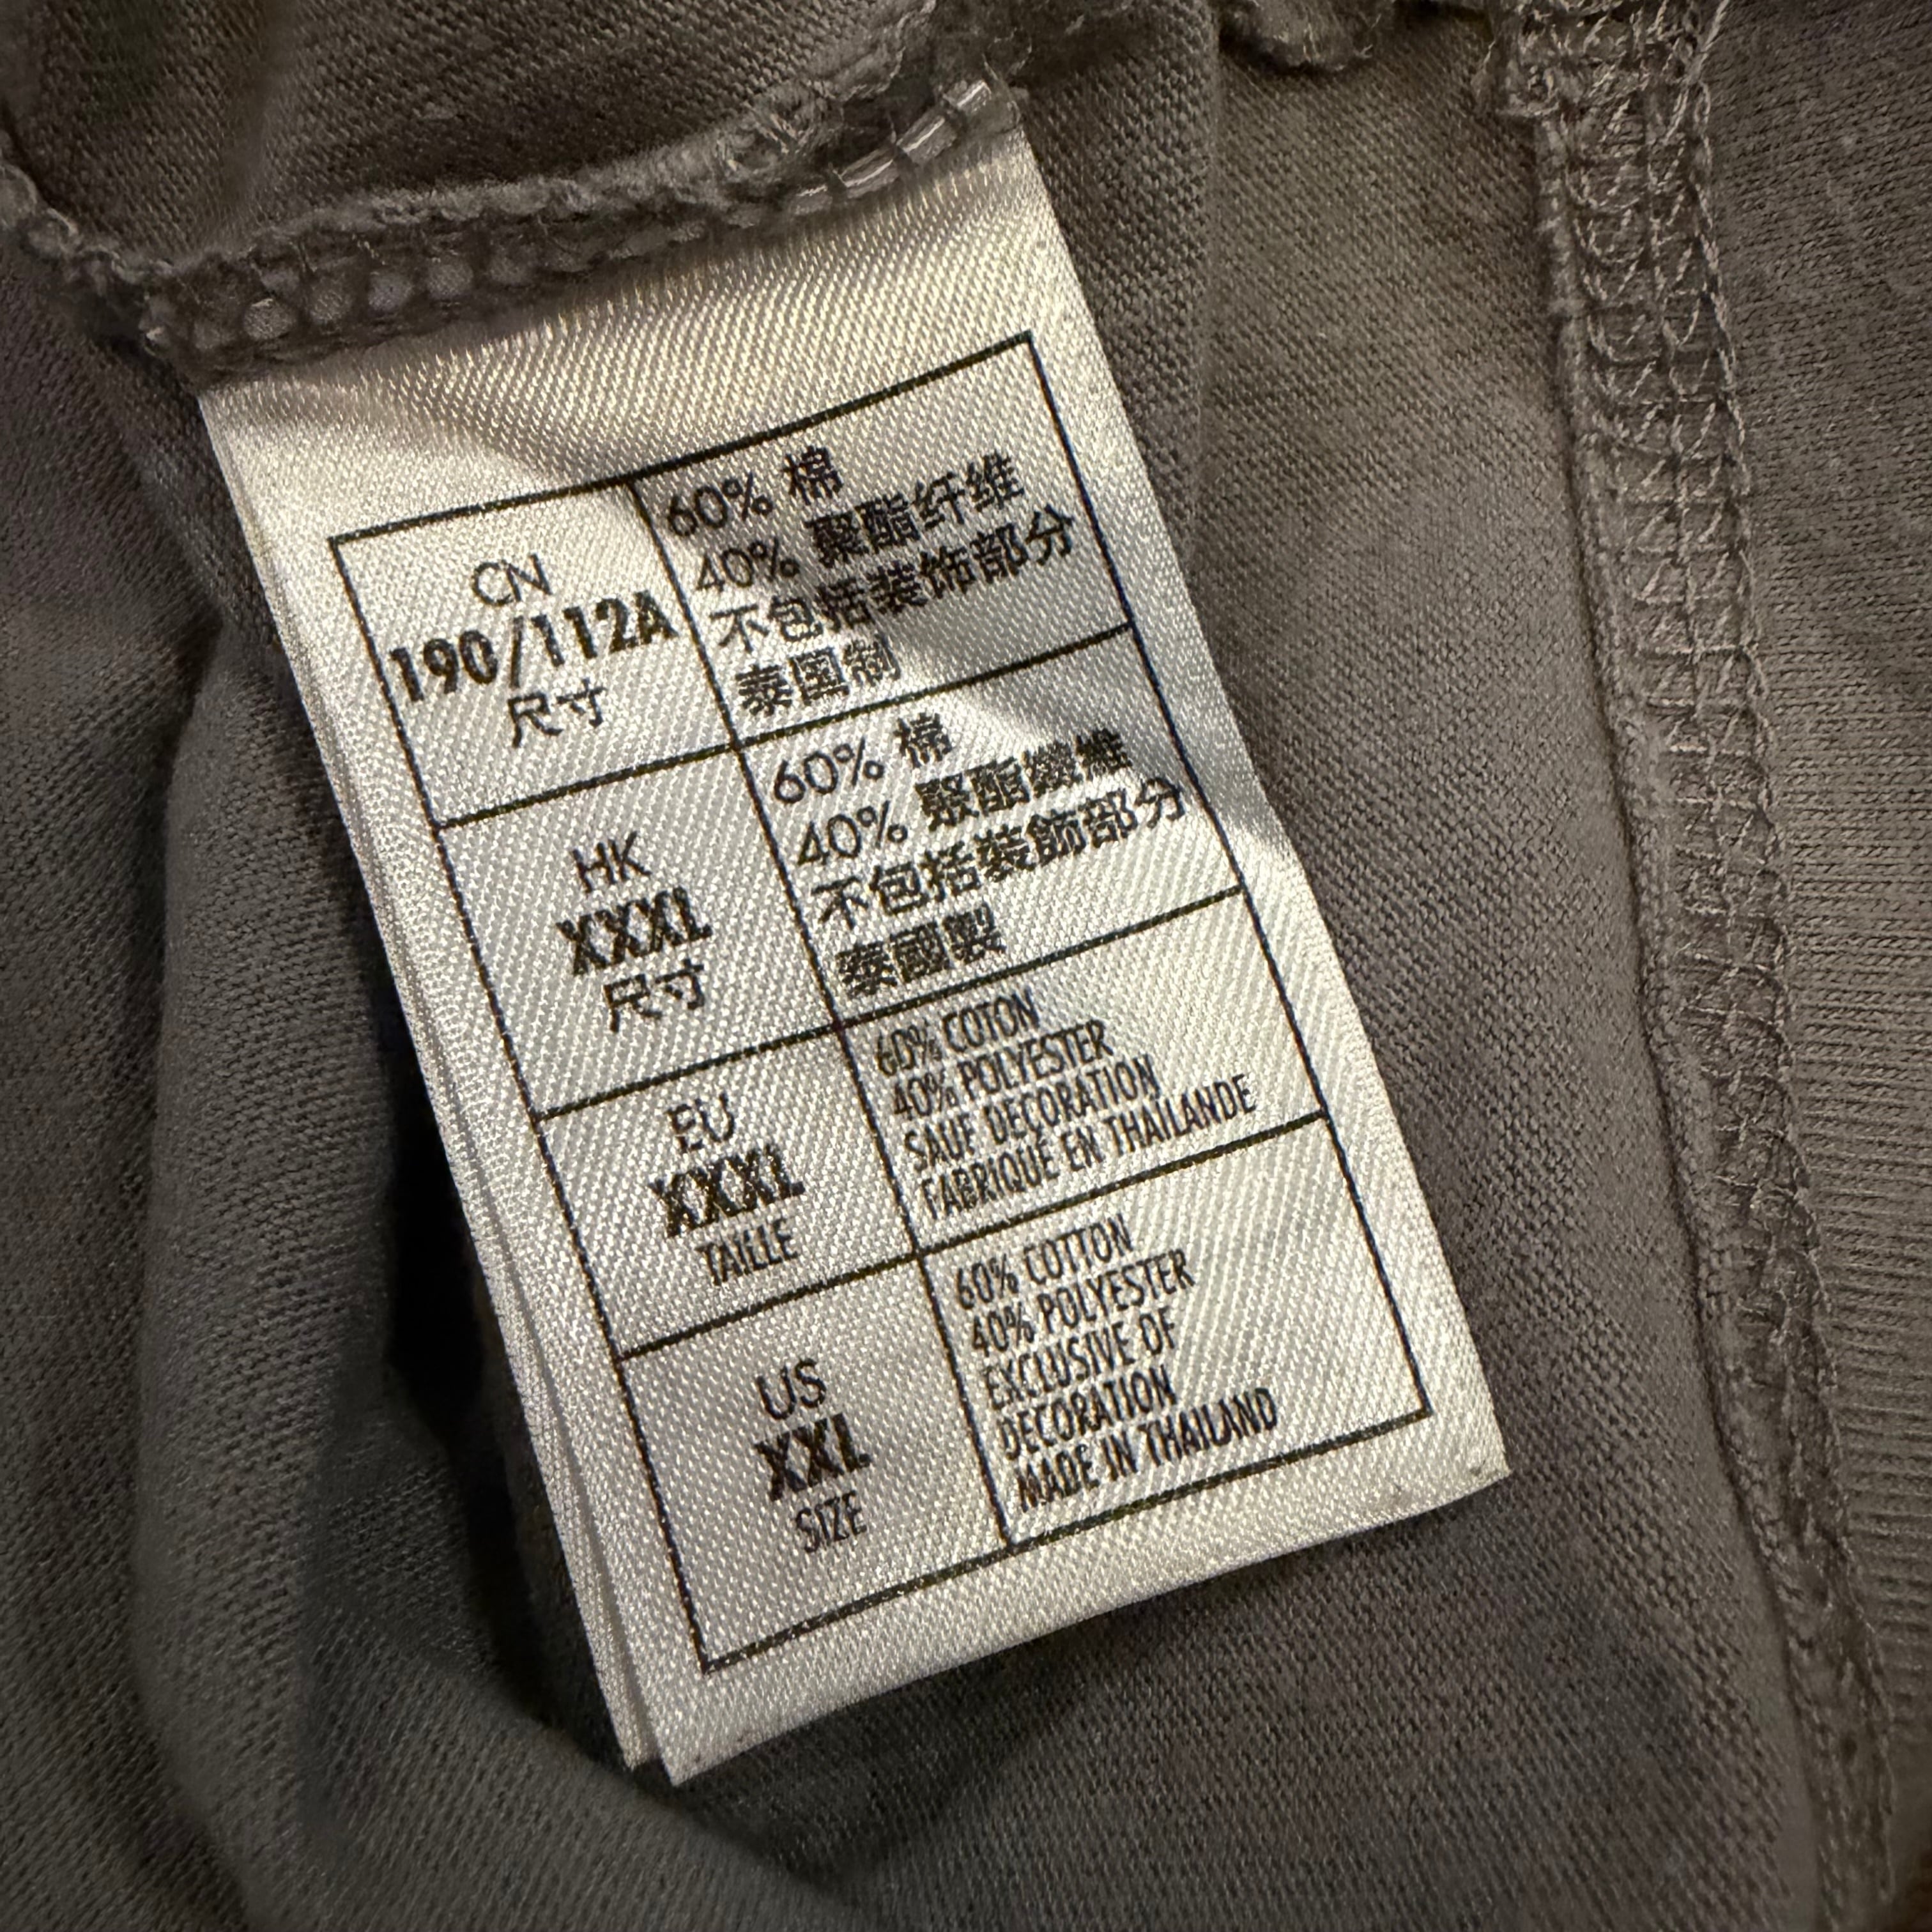 CN
190/112A
尺寸
60% 棉
40% 聚酯纤维
不包括装饰部分
泰国制
HK
XXXL
尺寸
60% 棉
40% 聚酯纖維
不包括裝飾部分
泰國製
EU
XXXL
TAILLE
60% COTON
40% POLYESTER
SAUF DECORATION
FABRIQUÉ EN THAÏLANDE
US
XXL
SIZE
60% COTTON
40% POLYESTER
EXCLUSIVE OF
DECORATION
MADE IN THAILAND